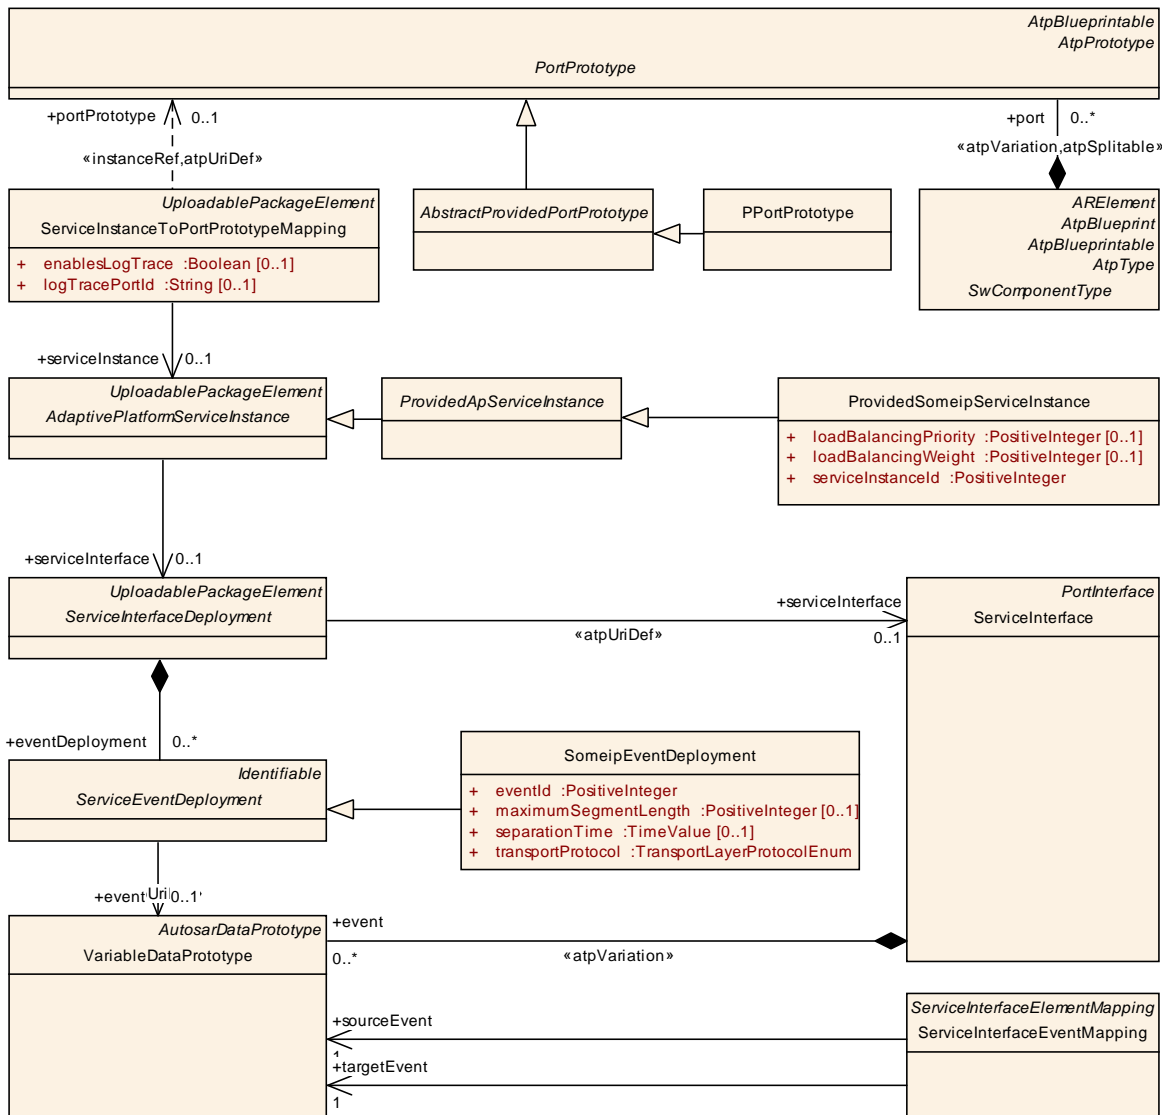 AtpBlueprintable
AtpPrototype
PortPrototype
+portPrototype
0..1
+port
0..*
«instanceRef,atpUriDef»
«atpVariation,atpSplitable»
UploadablePackageElement
ServiceInstanceToPortPrototypeMapping
+ enablesLogTrace :Boolean [0..1]
+ logTracePortId :String [0..1]
AbstractProvidedPortPrototype
PPortPrototype
ARElement
AtpBlueprint
AtpBlueprintable
AtpType
SwComponentType
+serviceInstance
0..1
UploadablePackageElement
AdaptivePlatformServiceInstance
ProvidedApServiceInstance
ProvidedSomeipServiceInstance
+ loadBalancingPriority :PositiveInteger [0..1]
+ loadBalancingWeight :PositiveInteger [0..1]
+ serviceInstanceId :PositiveInteger
+serviceInterface
0..1
UploadablePackageElement
ServiceInterfaceDeployment
+serviceInterface
0..1
«atpUriDef»
PortInterface
ServiceInterface
+eventDeployment
0..*
Identifiable
ServiceEventDeployment
SomeipEventDeployment
+ eventId :PositiveInteger
+ maximumSegmentLength :PositiveInteger [0..1]
+ separationTime :TimeValue [0..1]
+ transportProtocol :TransportLayerProtocolEnum
+event
0..1
AutosarDataPrototype
VariableDataPrototype
+event
0..*
«atpVariation»
ServiceInterfaceElementMapping
ServiceInterfaceEventMapping
+sourceEvent
1
+targetEvent
1